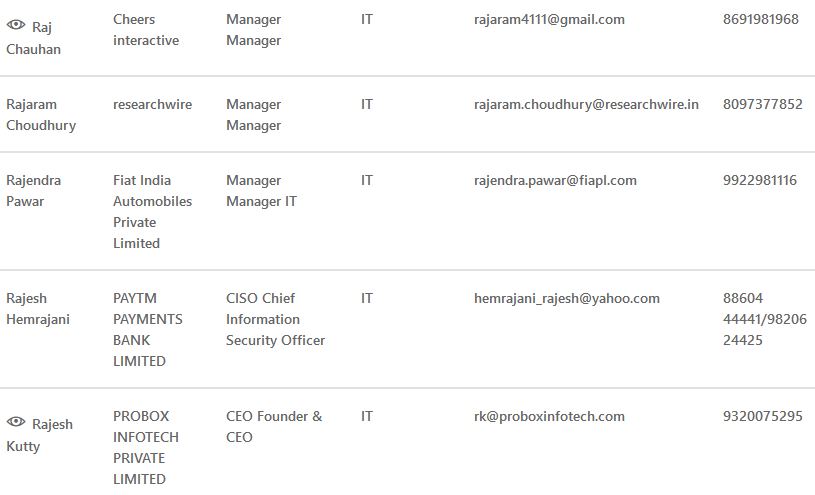 Raj Chauhan Cheers interactive Manager Manager IT rajaram4111@gmail.com 8691981968
Rajaram Choudhury researchwire Manager Manager IT rajaram.choudhury@researchwire.in 8097377852
Rajendra Pawar Fiat India Automobiles Private Limited Manager Manager IT IT rajendra.pawar@fiapl.com 9922981116
Rajesh Hemrajani PAYTM PAYMENTS BANK LIMITED CISO Chief Information Security Officer IT hemrajani_rajesh@yahoo.com 88604 44441/98206 24425
Rajesh Kutty PROBOX INFOTECH PRIVATE LIMITED CEO Founder & CEO IT rk@proboxinfotech.com 9320075295